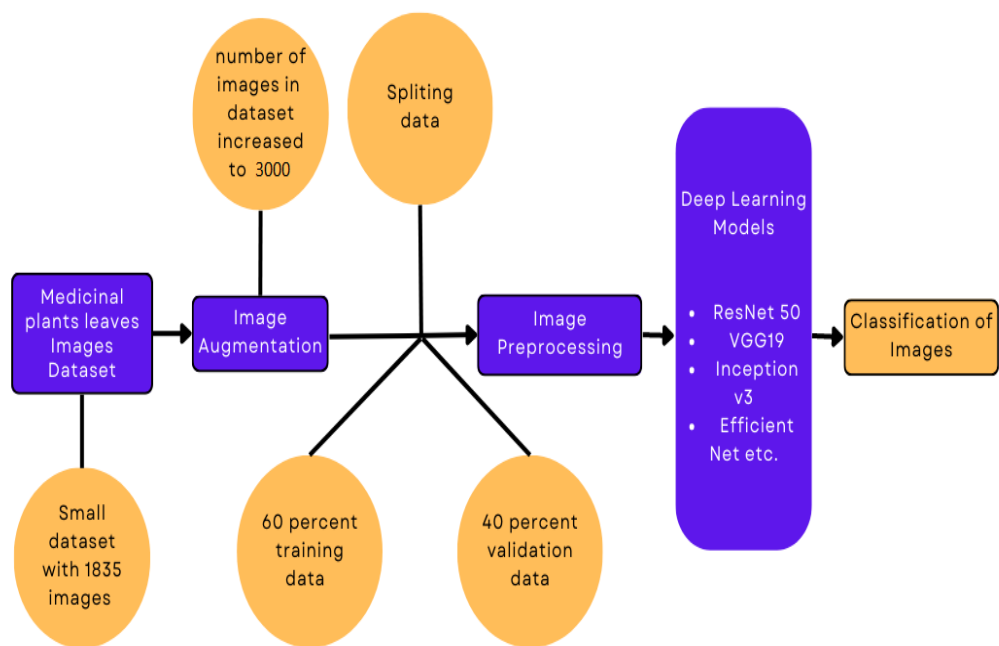 number of
images in
dataset
increased
to 3000
Spliting
data
Medicinal
plants leaves
Images
Dataset
Image
Augmentation
Image
Preprocessing
Deep Learning
Models
• ResNet 50
• VGG19
• Inception
v3
• Efficient
Net etc.
Classification of
Images
Small
dataset
with 1835
images
60 percent
training
data
40 percent
validation
data